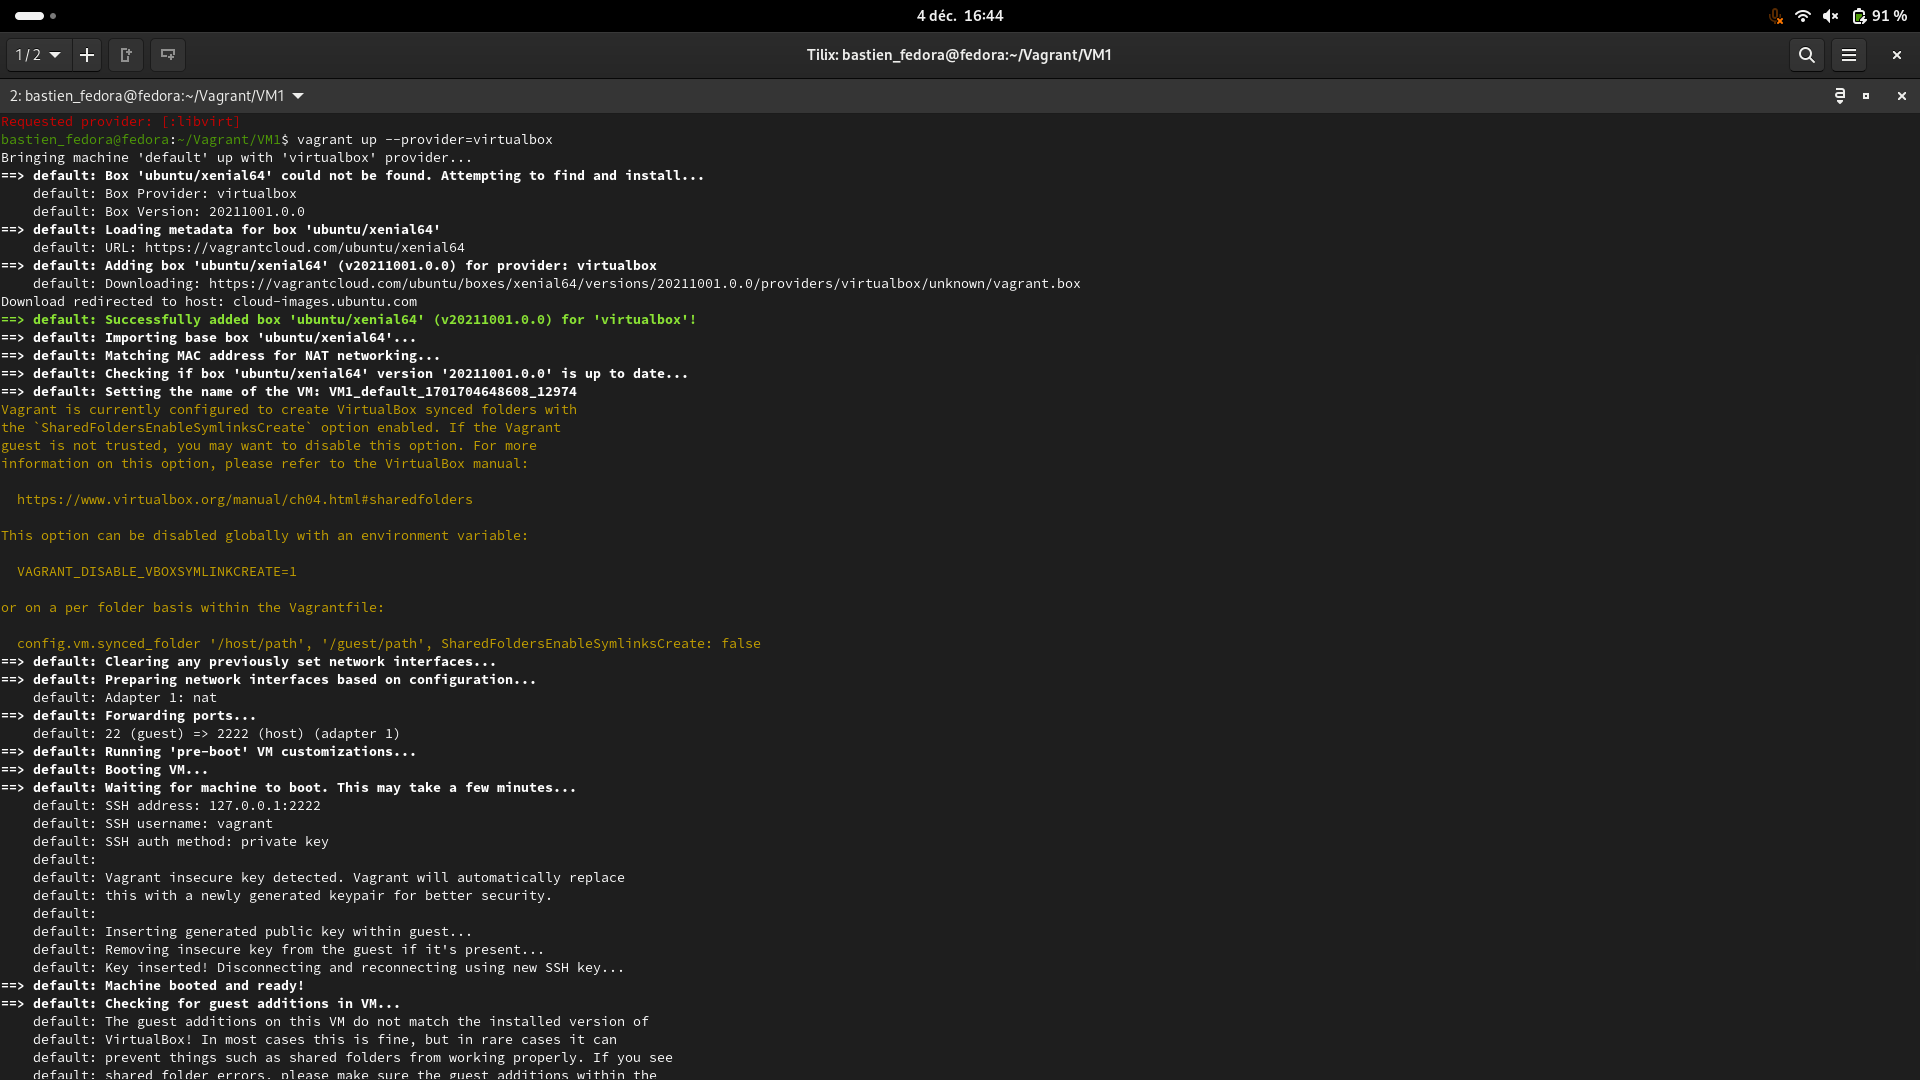 4 déc.  16:44
91 %
1 / 2
Tilix: bastien_fedora@fedora:~/Vagrant/VM1
2: bastien_fedora@fedora:~/Vagrant/VM1
Requested provider: [:libvirt]
bastien_fedora@fedora:~/Vagrant/VM1$ vagrant up --provider=virtualbox
Bringing machine 'default' up with 'virtualbox' provider...
==> default: Box 'ubuntu/xenial64' could not be found. Attempting to find and install...
    default: Box Provider: virtualbox
    default: Box Version: 20211001.0.0
==> default: Loading metadata for box 'ubuntu/xenial64'
    default: URL: https://vagrantcloud.com/ubuntu/xenial64
==> default: Adding box 'ubuntu/xenial64' (v20211001.0.0) for provider: virtualbox
    default: Downloading: https://vagrantcloud.com/ubuntu/boxes/xenial64/versions/20211001.0.0/providers/virtualbox/unknown/vagrant.box
Download redirected to host: cloud-images.ubuntu.com
==> default: Successfully added box 'ubuntu/xenial64' (v20211001.0.0) for 'virtualbox'!
==> default: Importing base box 'ubuntu/xenial64'...
==> default: Matching MAC address for NAT networking...
==> default: Checking if box 'ubuntu/xenial64' version '20211001.0.0' is up to date...
==> default: Setting the name of the VM: VM1_default_1701704648608_12974
Vagrant is currently configured to create VirtualBox synced folders with
the `SharedFoldersEnableSymlinksCreate` option enabled. If the Vagrant
guest is not trusted, you may want to disable this option. For more
information on this option, please refer to the VirtualBox manual:
  https://www.virtualbox.org/manual/ch04.html#sharedfolders
This option can be disabled globally with an environment variable:
  VAGRANT_DISABLE_VBOXSYMLINKCREATE=1
or on a per folder basis within the Vagrantfile:
  config.vm.synced_folder '/host/path', '/guest/path', SharedFoldersEnableSymlinksCreate: false
==> default: Clearing any previously set network interfaces...
==> default: Preparing network interfaces based on configuration...
    default: Adapter 1: nat
==> default: Forwarding ports...
    default: 22 (guest) => 2222 (host) (adapter 1)
==> default: Running 'pre-boot' VM customizations...
==> default: Booting VM...
==> default: Waiting for machine to boot. This may take a few minutes...
    default: SSH address: 127.0.0.1:2222
    default: SSH username: vagrant
    default: SSH auth method: private key
    default:
    default: Vagrant insecure key detected. Vagrant will automatically replace
    default: this with a newly generated keypair for better security.
    default:
    default: Inserting generated public key within guest...
    default: Removing insecure key from the guest if it's present...
    default: Key inserted! Disconnecting and reconnecting using new SSH key...
==> default: Machine booted and ready!
==> default: Checking for guest additions in VM...
    default: The guest additions on this VM do not match the installed version of
    default: VirtualBox! In most cases this is fine, but in rare cases it can
    default: prevent things such as shared folders from working properly. If you see
    default: shared folder errors, please make sure the guest additions within the